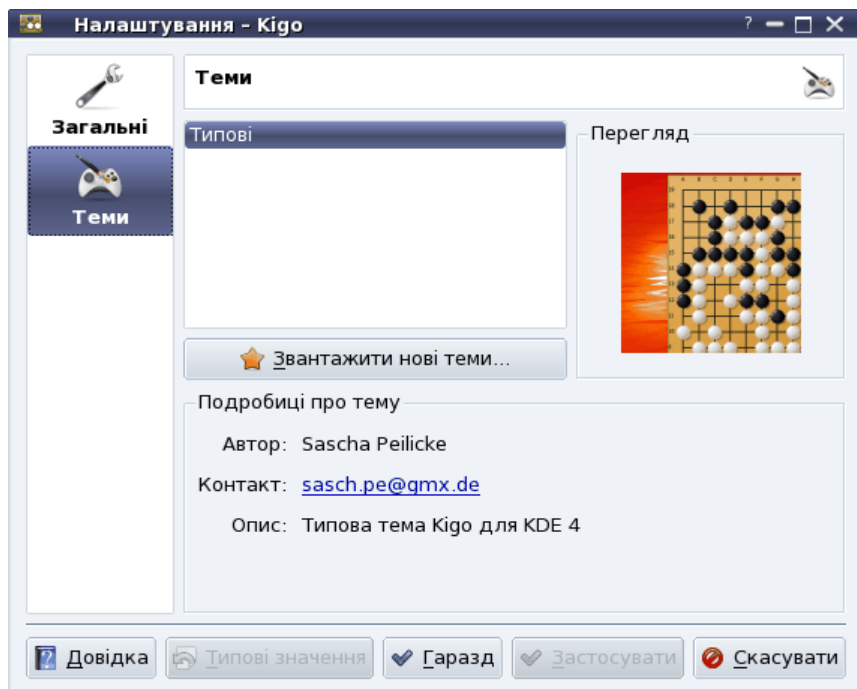 Налаштування – Kigo
?
Загальні
Теми
Теми
Типові
Звантажити нові теми...
Перегляд
Подробиці про тему
Автор: Sascha Peilicke
Контакт: sasch.pe@gmx.de
Опис: Типова тема Kigo для KDE 4
Довідка
Типові значення
Гаразд
Застосувати
Скасувати